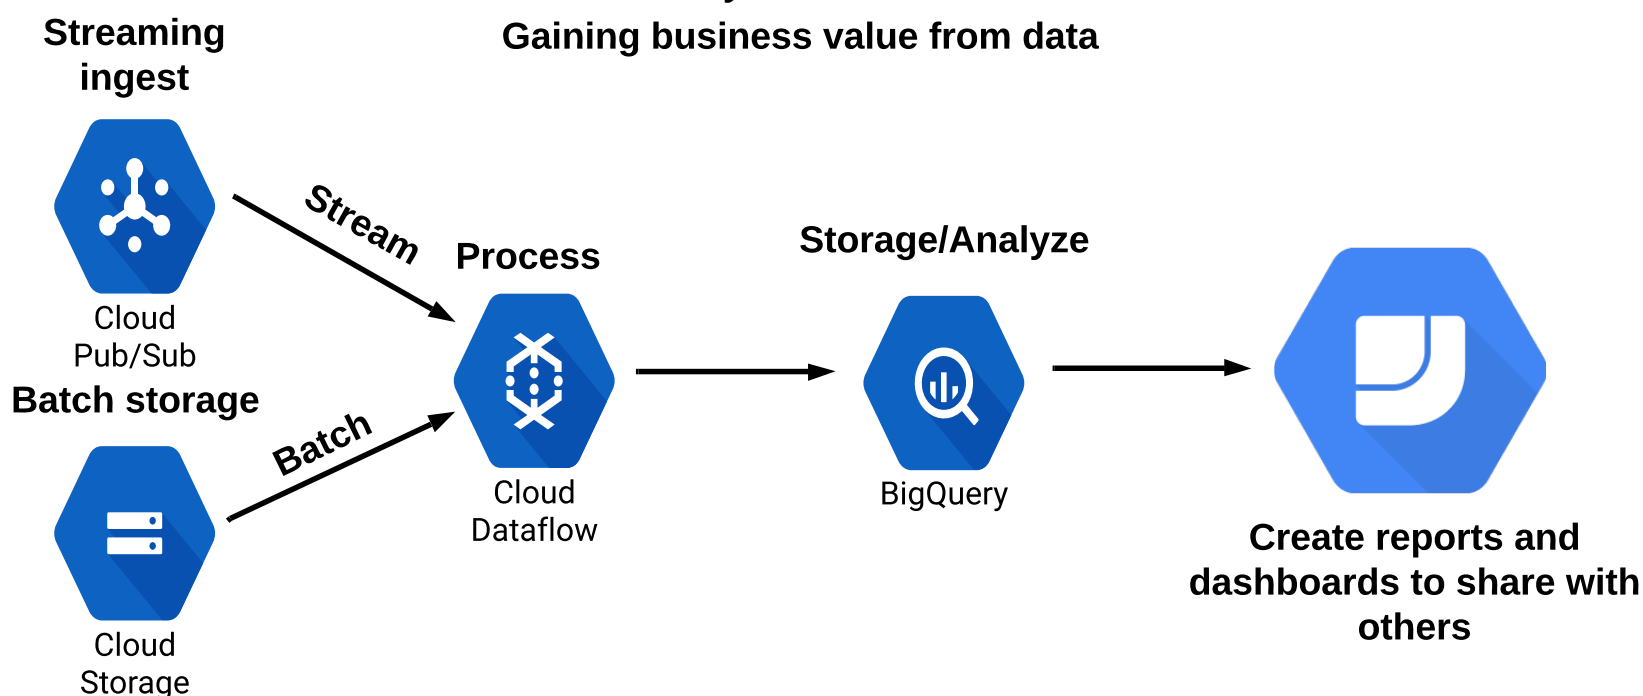 Gaining business value from data
Streaming
ingest
Cloud
Pub/Sub
Batch storage
Cloud
Storage
Stream
Batch
Process
Cloud
Dataflow
Storage/Analyze
BigQuery
Create reports and
dashboards to share with
others